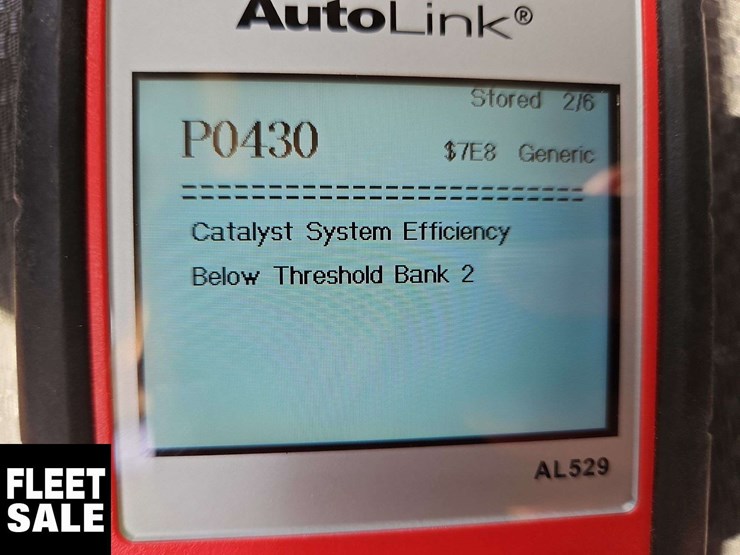 AutoLink®
Stored 2/6
P0430
$7E8 Generic
Catalyst System Efficiency
Below Threshold Bank 2
AL529
FLEET
SALE